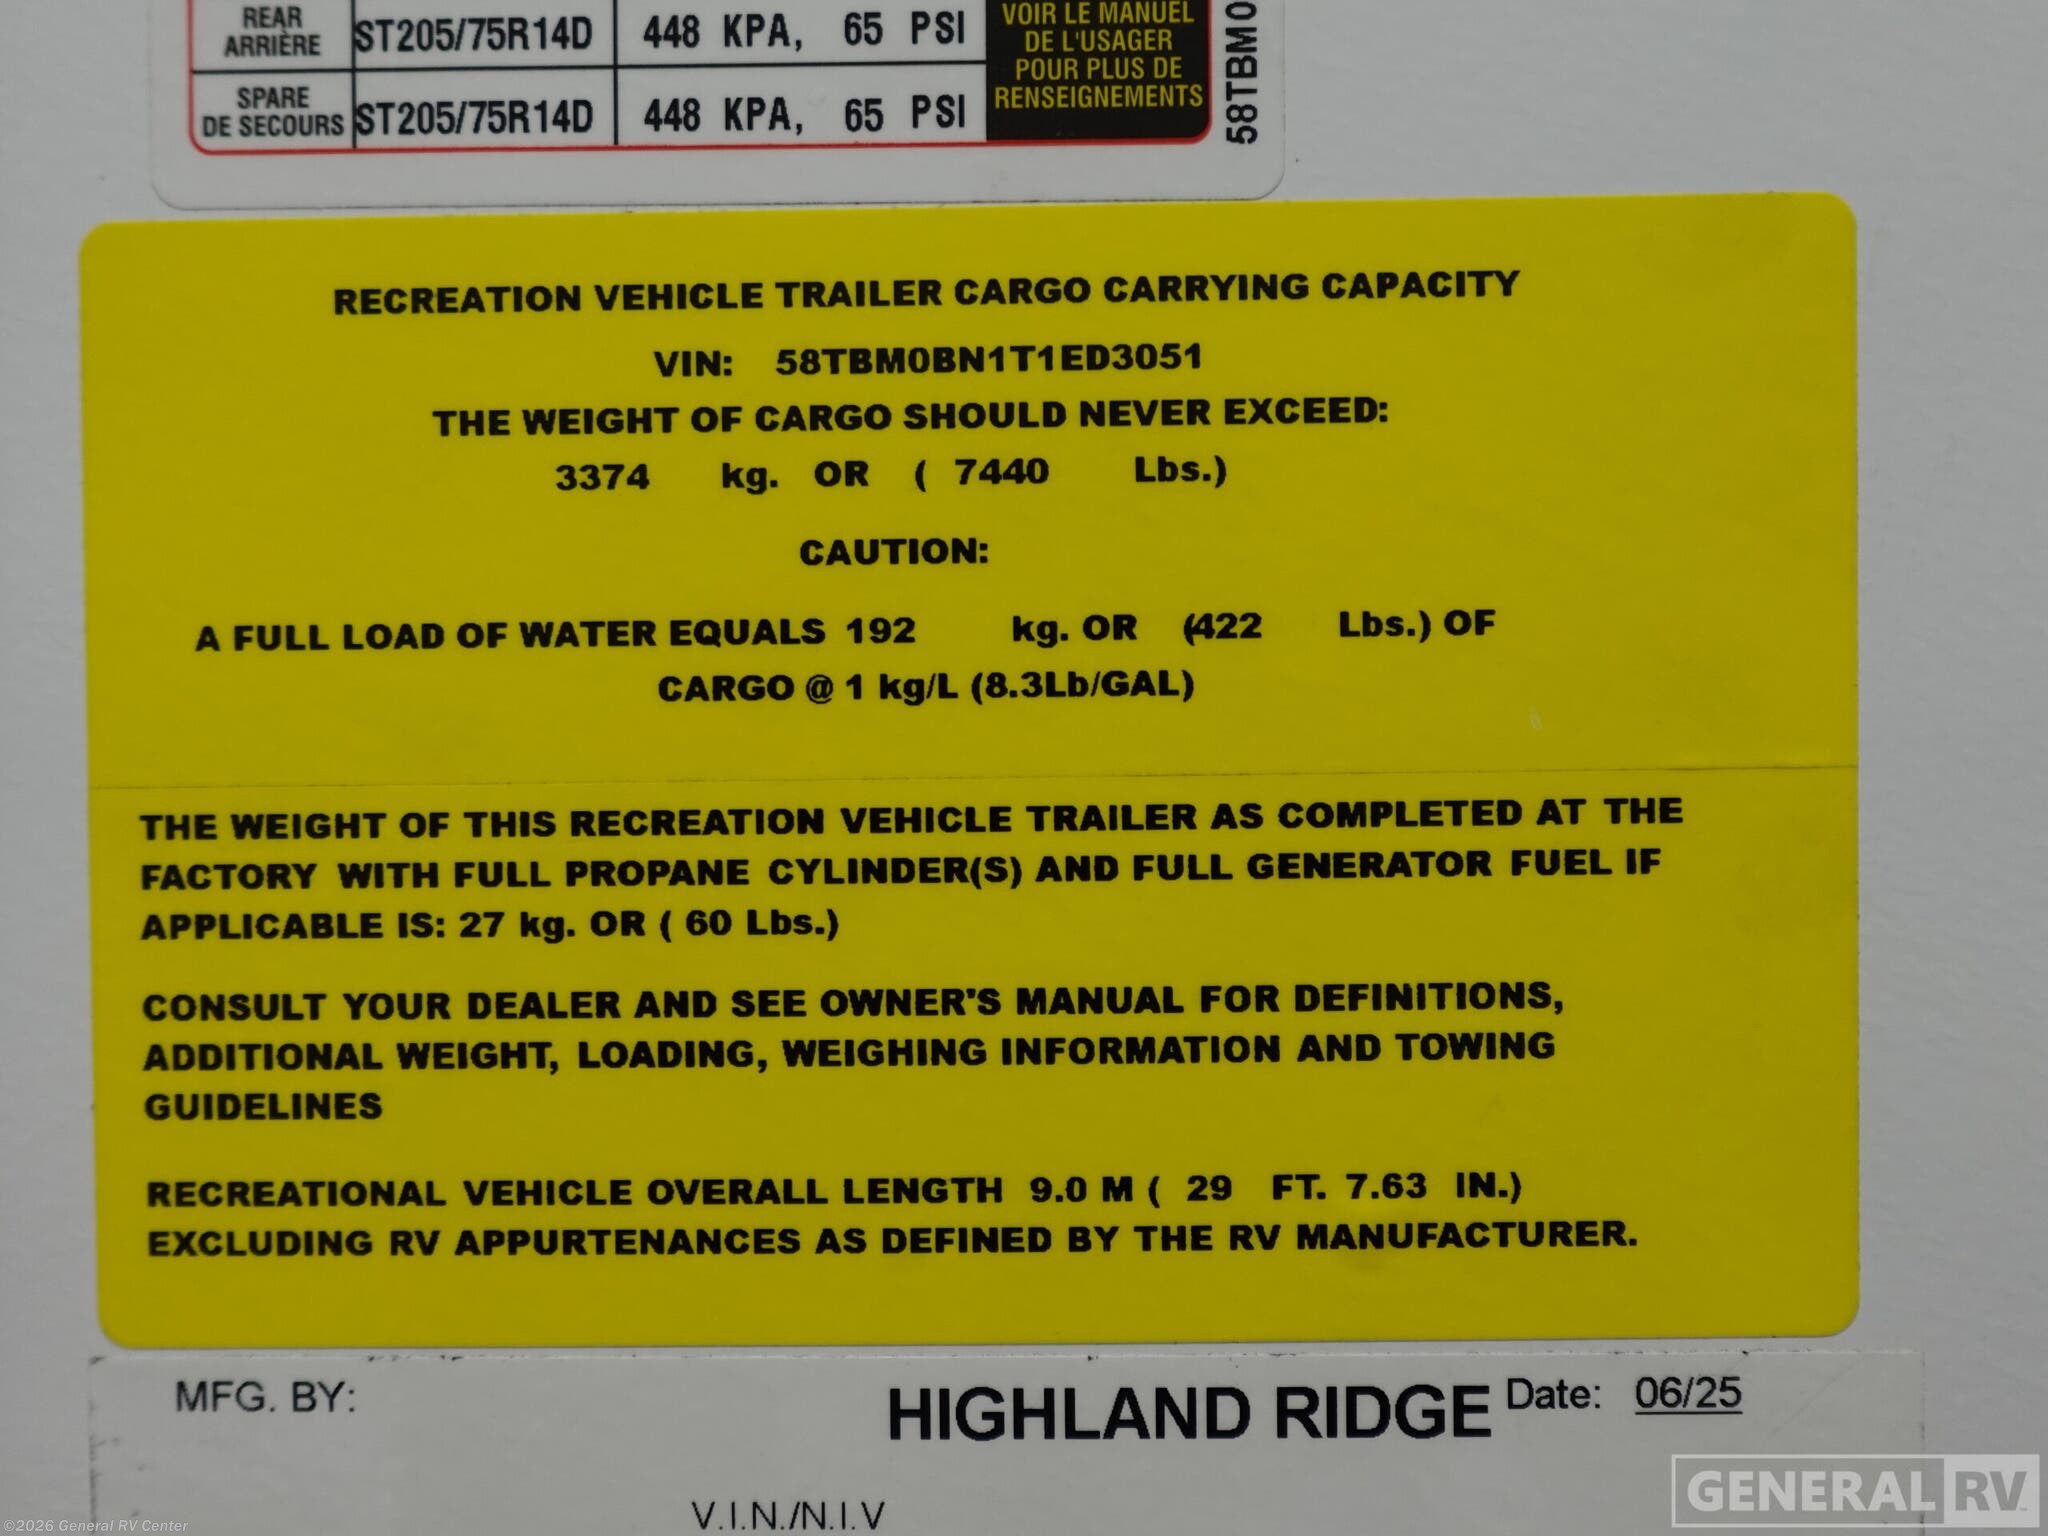 REAR
ARRIÈRE
ST205/75R14D
448 KPA, 65 PSI
SPARE
DE SECOURS
ST205/75R14D
448 KPA, 65 PSI
VOIR LE MANUEL
DE L'USAGER
POUR PLUS DE
RENSEIGNEMENTS
58TBM0
RECREATION VEHICLE TRAILER CARGO CARRYING CAPACITY
VIN: 58TBM0BN1T1ED3051
THE WEIGHT OF CARGO SHOULD NEVER EXCEED:
3374 kg. OR ( 7440 Lbs.)
CAUTION:
A FULL LOAD OF WATER EQUALS 192 kg. OR (422 Lbs.) OF
CARGO @ 1 kg/L (8.3Lb/GAL)
THE WEIGHT OF THIS RECREATION VEHICLE TRAILER AS COMPLETED AT THE
FACTORY WITH FULL PROPANE CYLINDER(S) AND FULL GENERATOR FUEL IF
APPLICABLE IS: 27 kg. OR ( 60 Lbs.)
CONSULT YOUR DEALER AND SEE OWNER'S MANUAL FOR DEFINITIONS,
ADDITIONAL WEIGHT, LOADING, WEIGHING INFORMATION AND TOWING
GUIDELINES
RECREATIONAL VEHICLE OVERALL LENGTH 9.0 M ( 29 FT. 7.63 IN.)
EXCLUDING RV APPURTENANCES AS DEFINED BY THE RV MANUFACTURER.
MFG. BY:
HIGHLAND RIDGE
Date: 06/25
V.I.N./N.I.V
GENERAL RV
©2026 General RV Center